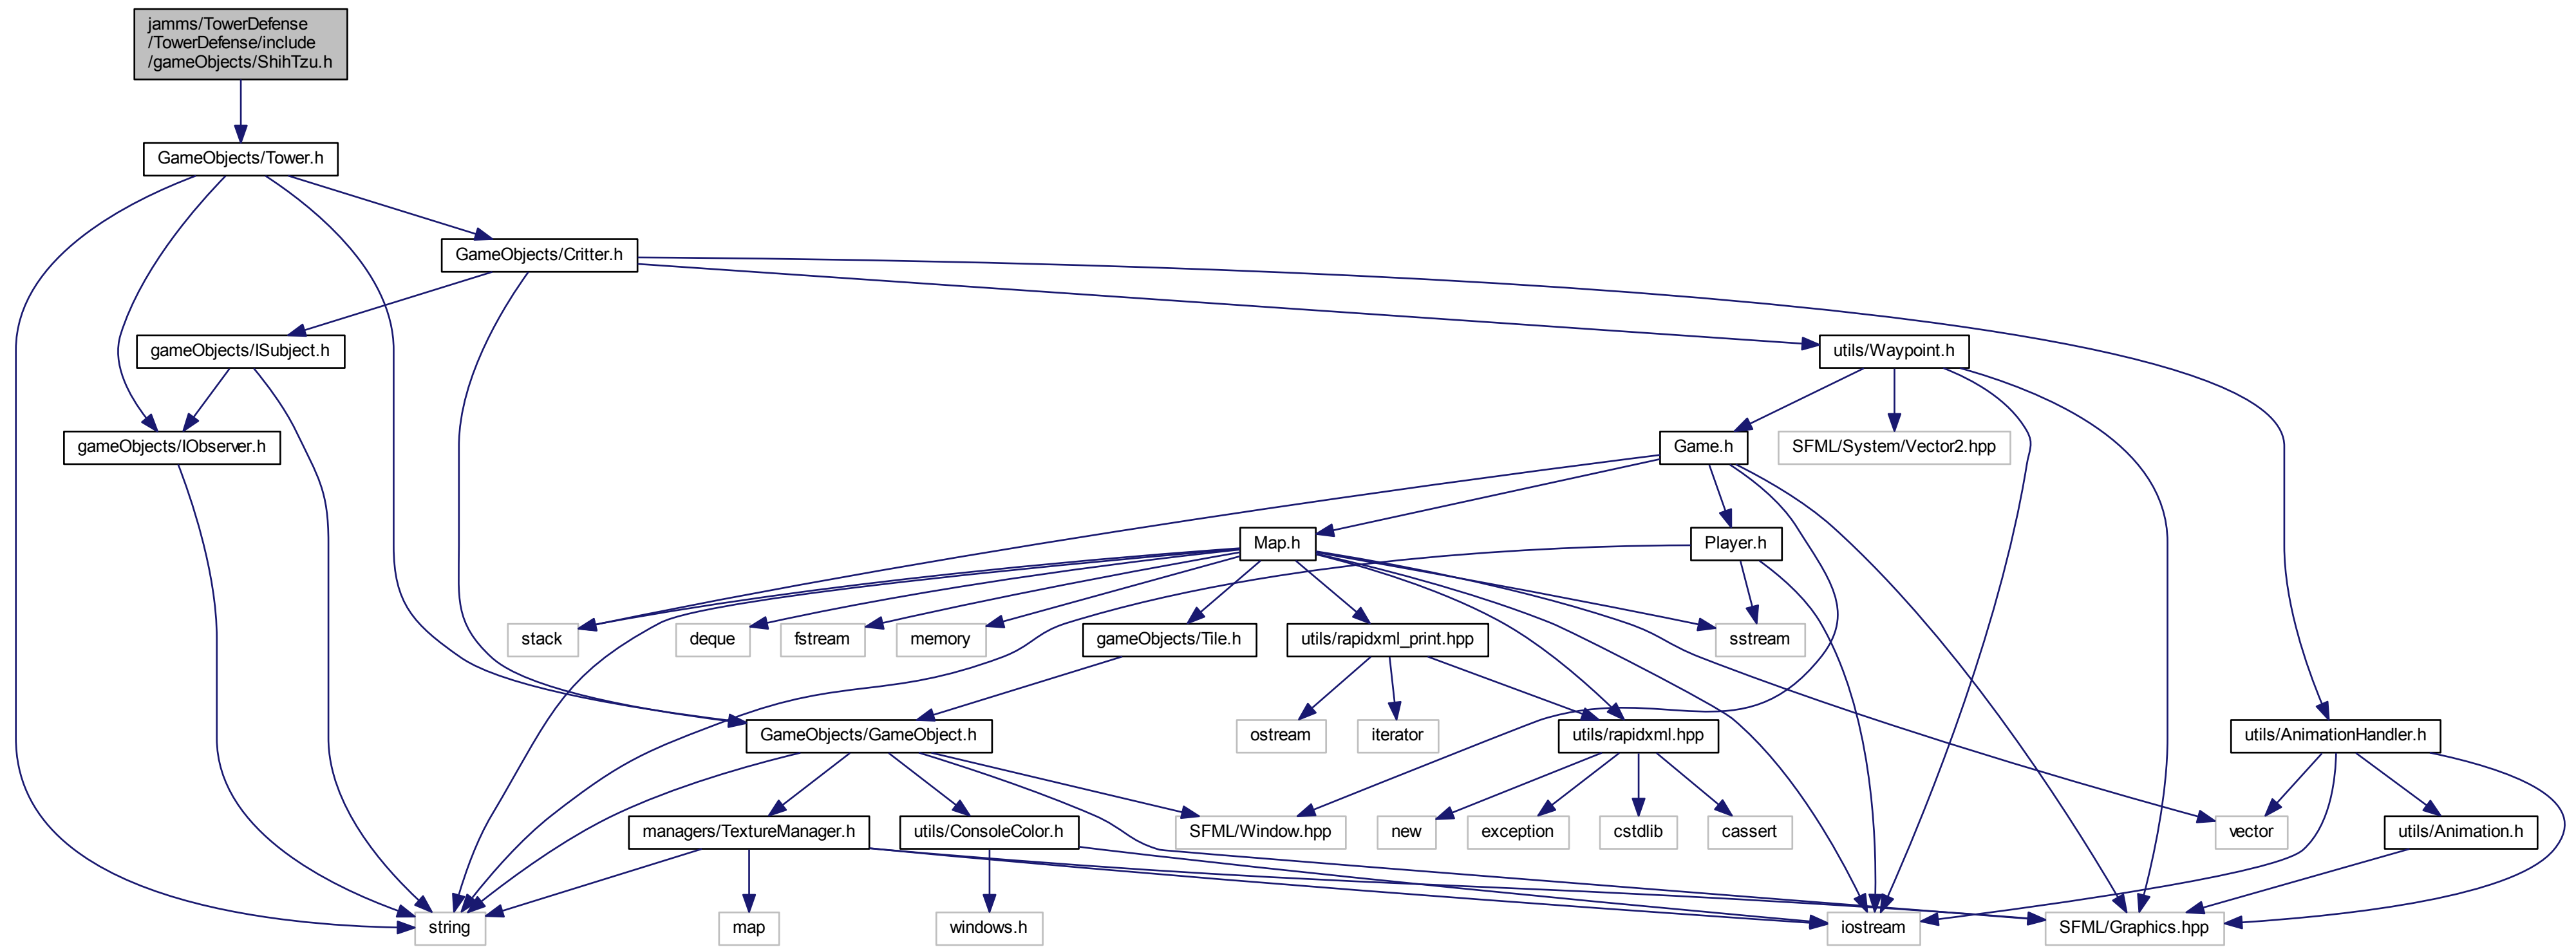 jamms/TowerDefense
/TowerDefense/include
/gameObjects/ShihTzu.h
GameObjects/Tower.h
GameObjects/Critter.h
gameObjects/ISubject.h
utils/Waypoint.h
gameObjects/IObserver.h
Game.h
SFML/System/Vector2.hpp
Map.h
Player.h
stack
deque
fstream
memory
gameObjects/Tile.h
utils/rapidxml_print.hpp
sstream
GameObjects/GameObject.h
ostream
iterator
utils/rapidxml.hpp
utils/AnimationHandler.h
managers/TextureManager.h
utils/ConsoleColor.h
SFML/Window.hpp
new
exception
cstdlib
cassert
vector
utils/Animation.h
string
map
windows.h
iostream
SFML/Graphics.hpp